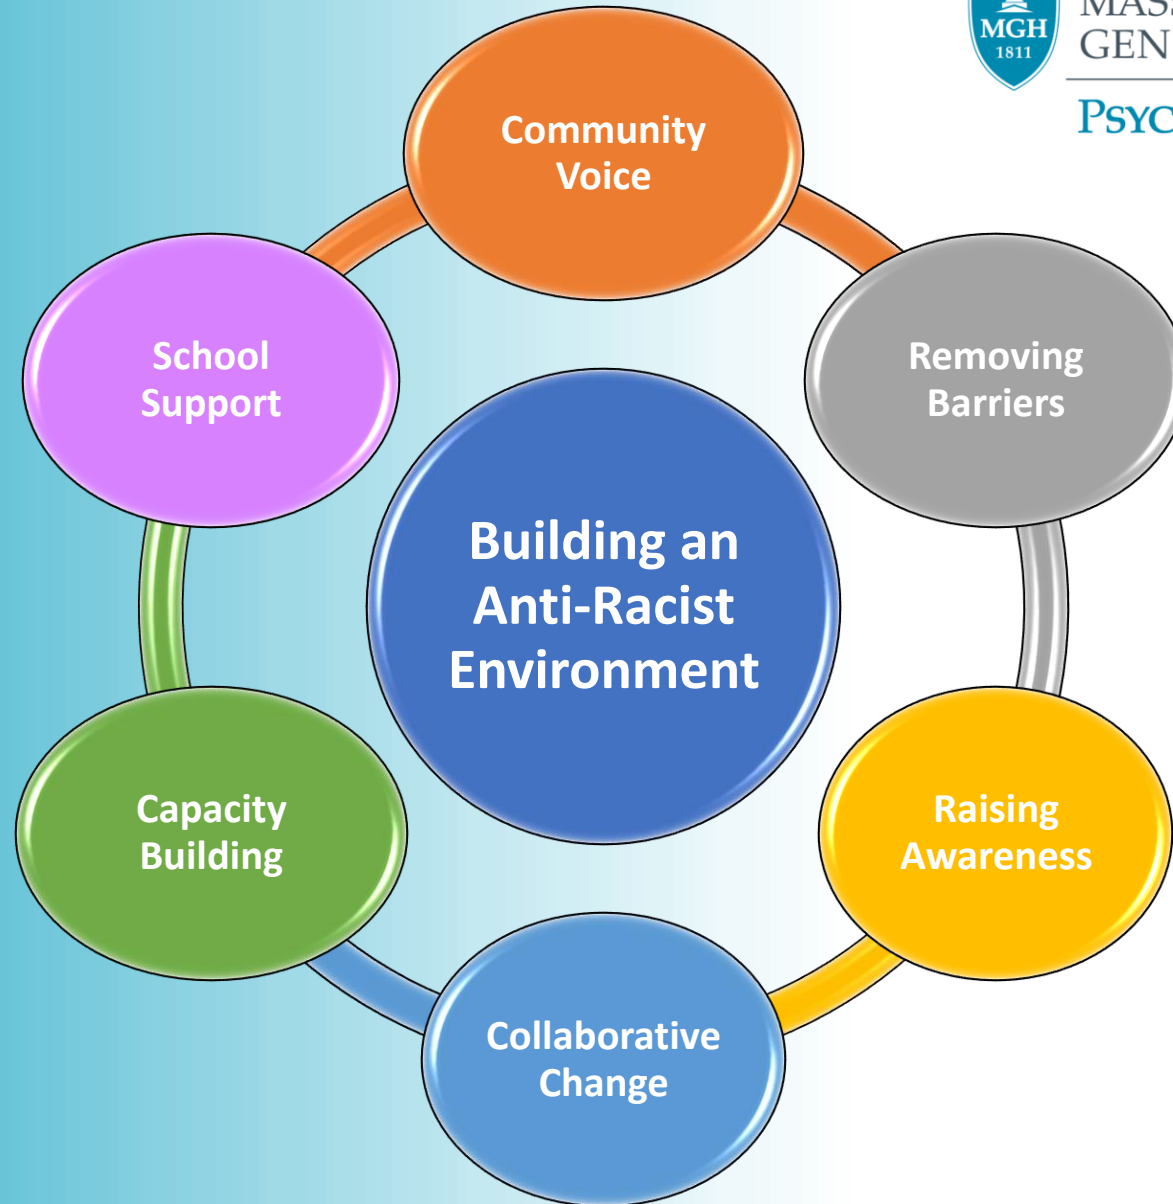 MGH
1811
MASS
GEN
PSYC
Community
Voice
School
Support
Removing
Barriers
Building an
Anti-Racist
Environment
Capacity
Building
Raising
Awareness
Collaborative
Change